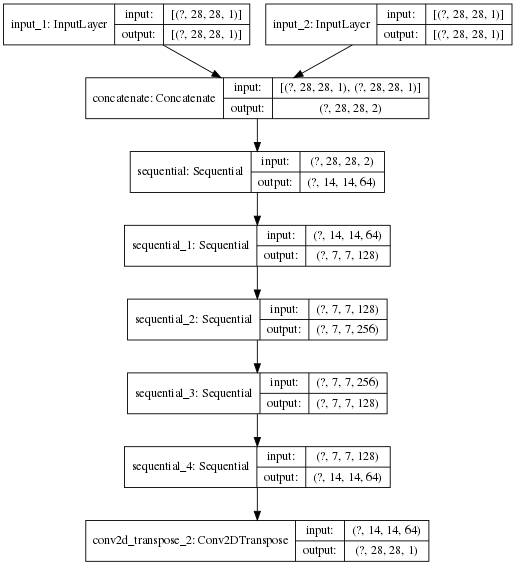 input_1: InputLayer
input: [(?, 28, 28, 1)]
output: [(?, 28, 28, 1)]
input_2: InputLayer
input: [(?, 28, 28, 1)]
output: [(?, 28, 28, 1)]
concatenate: Concatenate
input: [(?, 28, 28, 1), (?, 28, 28, 1)]
output: (?, 28, 28, 2)
sequential: Sequential
input: (?, 28, 28, 2)
output: (?, 14, 14, 64)
sequential_1: Sequential
input: (?, 14, 14, 64)
output: (?, 7, 7, 128)
sequential_2: Sequential
input: (?, 7, 7, 128)
output: (?, 7, 7, 256)
sequential_3: Sequential
input: (?, 7, 7, 256)
output: (?, 7, 7, 128)
sequential_4: Sequential
input: (?, 7, 7, 128)
output: (?, 14, 14, 64)
conv2d_transpose_2: Conv2DTranspose
input: (?, 14, 14, 64)
output: (?, 28, 28, 1)